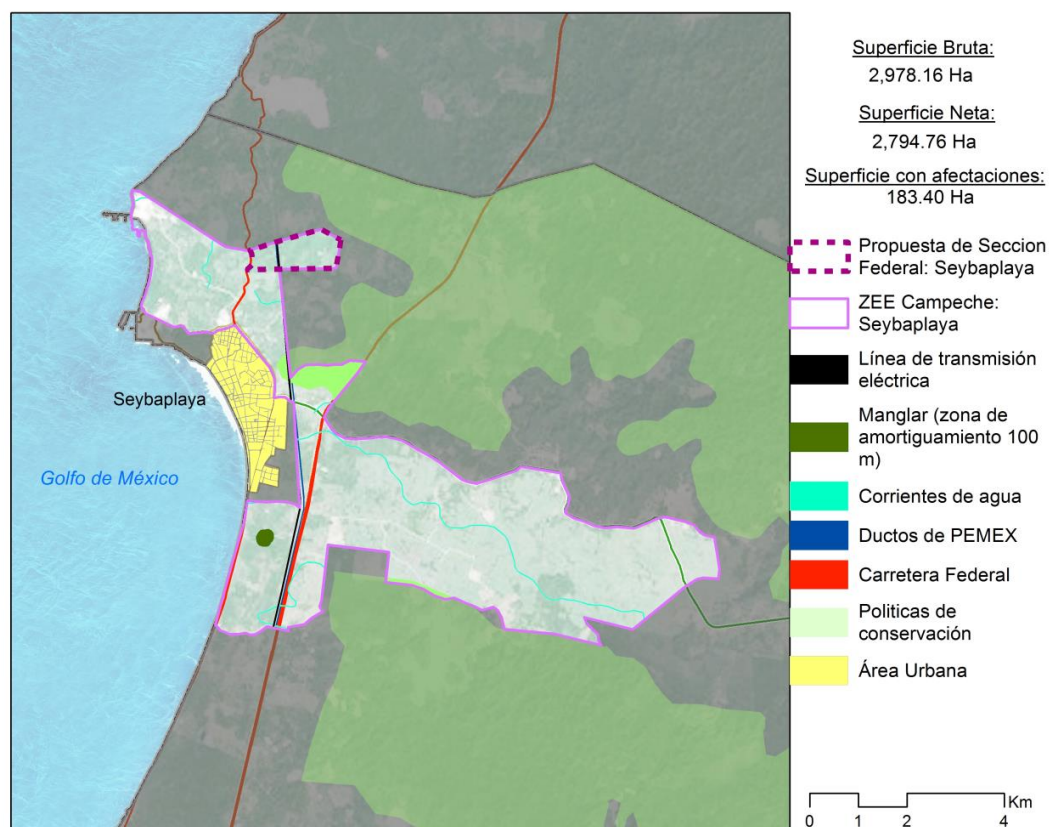 Superficie Bruta:
2,978.16 Ha
Superficie Neta:
2,794.76 Ha
Superficie con afectaciones:
183.40 Ha
Propuesta de Seccion
Federal: Seybaplaya
ZEE Campeche:
Seybaplaya
Línea de transmisión
eléctrica
Manglar (zona de
amortiguamiento 100
m)
Corrientes de agua
Ductos de PEMEX
Carretera Federal
Politicas de
conservación
Área Urbana
Seybaplaya
Golfo de México
Km
0 1 2 4